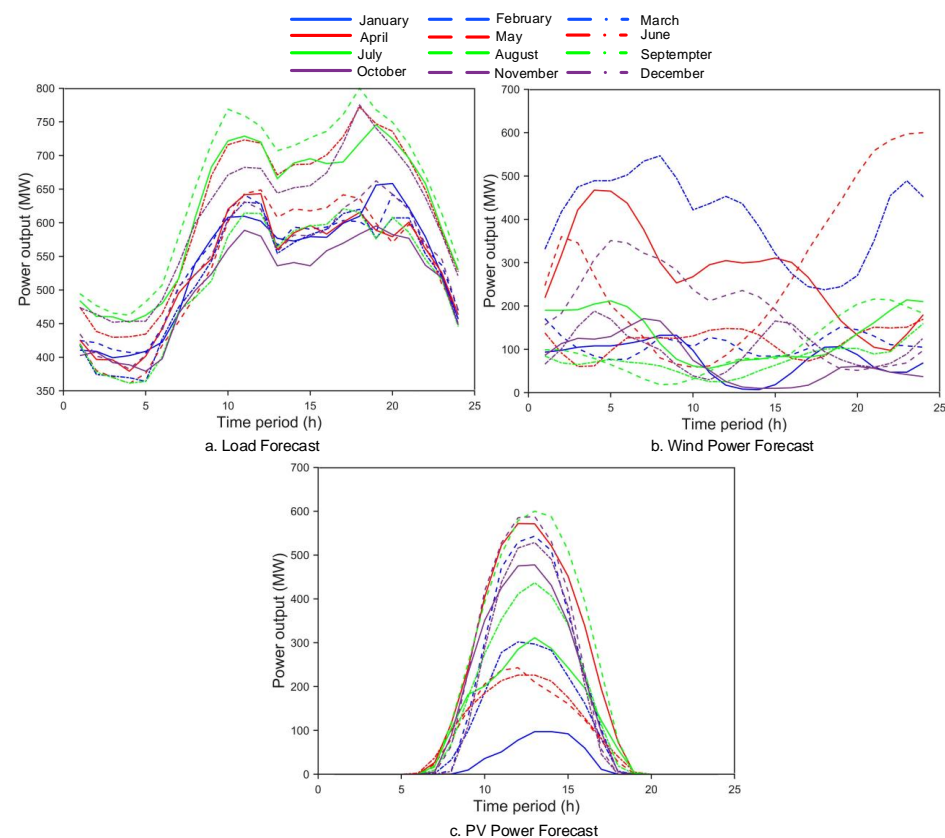 January February March
April May June
July August Septempter
October November December
800
750
700
650
600
550
500
450
400
350
0 5 10 15 20 25
Power output (MW)
Time period (h)
a. Load Forecast
700
600
500
400
300
200
100
0
0 5 10 15 20 25
Power output (MW)
Time period (h)
b. Wind Power Forecast
700
600
500
400
300
200
100
0
0 5 10 15 20 25
Power output (MW)
Time period (h)
c. PV Power Forecast